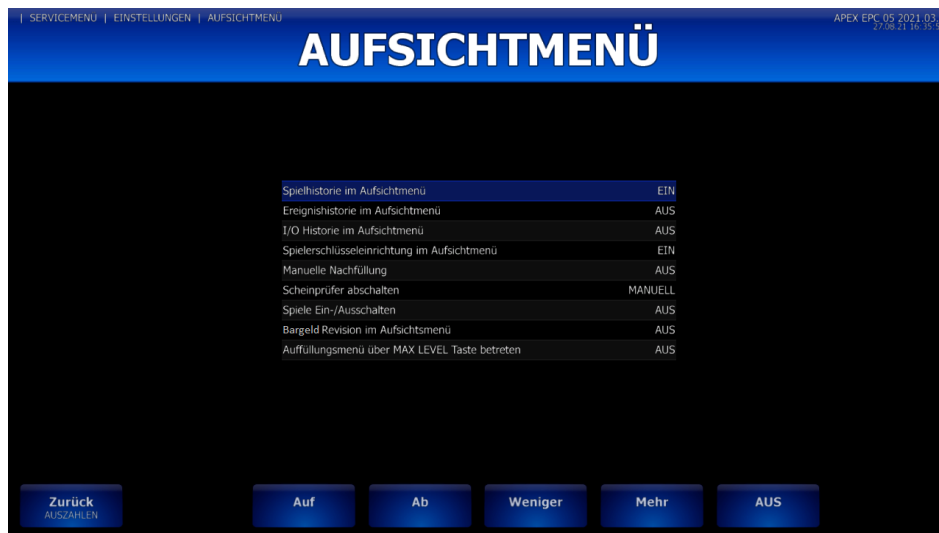 | SERVICEMENÜ | EINSTELLUNGEN | AUFSICHTMENÜ
APEX EPC 05 2021.03.
27.08.21 16:35:5
AUFSICHTMENÜ
Spielhistorie im Aufsichtmenü EIN
Ereignishistorie im Aufsichtmenü AUS
I/O Historie im Aufsichtmenü AUS
Spielerschlüsseleinrichtung im Aufsichtmenü EIN
Manuelle Nachfüllung AUS
Scheinprüfer abschalten MANUELL
Spiele Ein-/Ausschalten AUS
Bargeld Revision im Aufsichtsmenü AUS
Auffüllungsmenü über MAX LEVEL Taste betreten AUS
Zurück
AUSZAHLEN
Auf
Ab
Weniger
Mehr
AUS